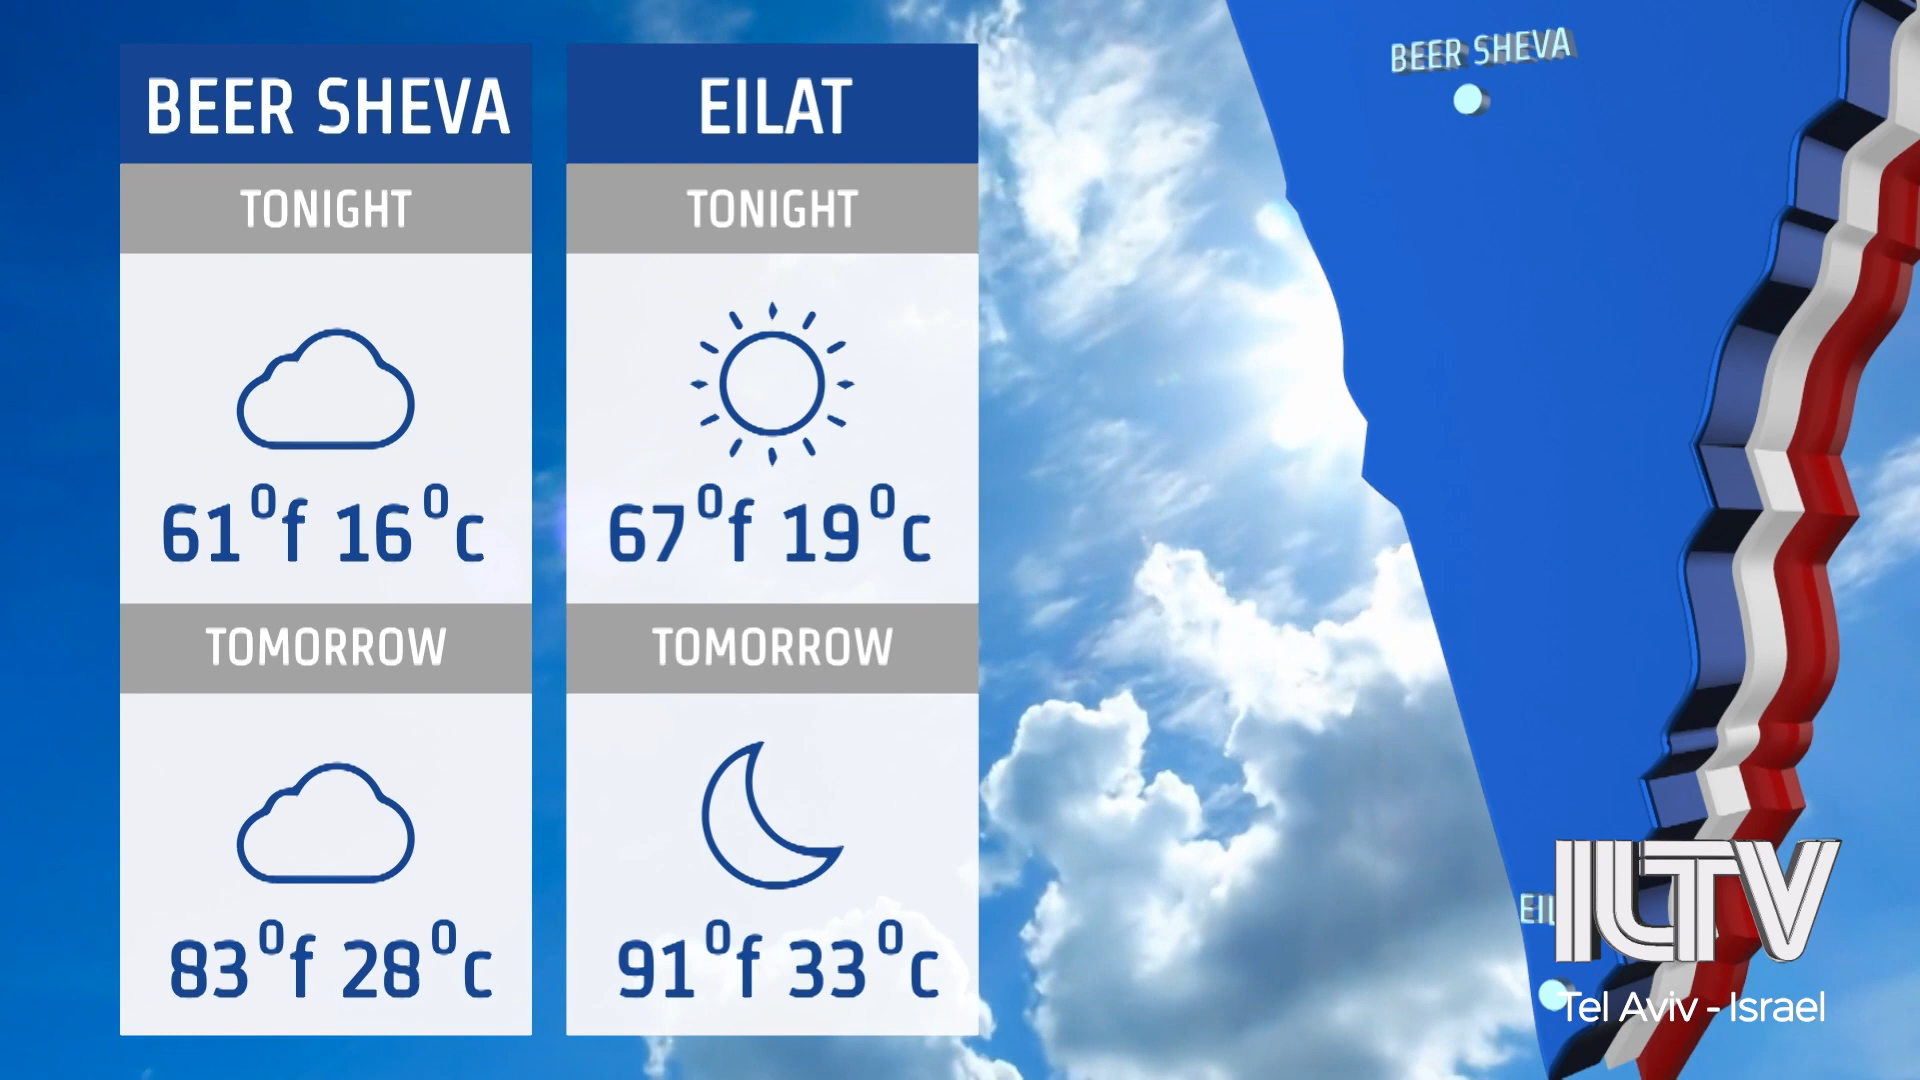 BEER SHEVA
TONIGHT
61°f 16°c
TOMORROW
83°f 28°c
EILAT
TONIGHT
67°f 19°c
TOMORROW
91°f 33°c
BEER SHEVA
ILTV
Tel Aviv - Israel